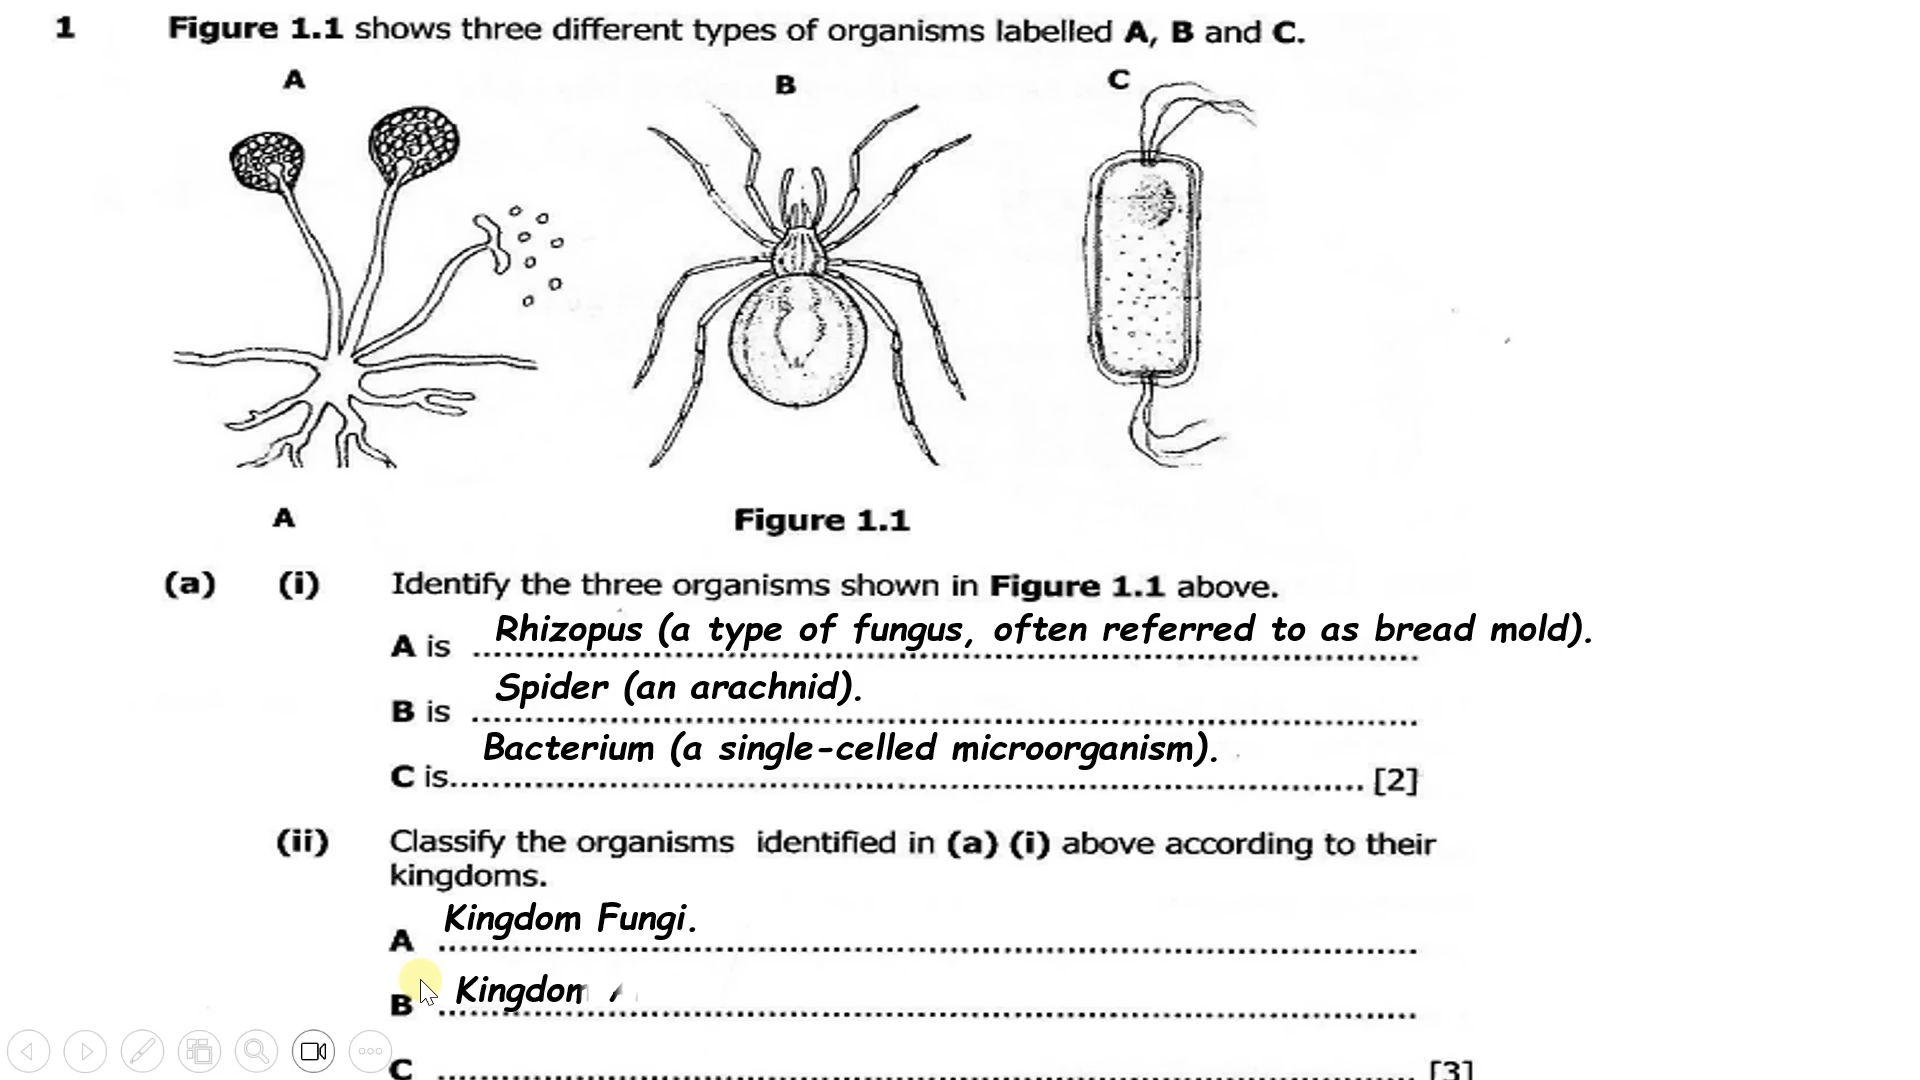 1 Figure 1.1 shows three different types of organisms labelled A, B and C.
A B C
A Figure 1.1
(a) (i) Identify the three organisms shown in Figure 1.1 above.
A is Rhizopus (a type of fungus, often referred to as bread mold).
B is Spider (an arachnid).
C is Bacterium (a single-celled microorganism). [2]
(ii) Classify the organisms identified in (a) (i) above according to their
kingdoms.
A Kingdom Fungi.
B Kingdom
C [3]